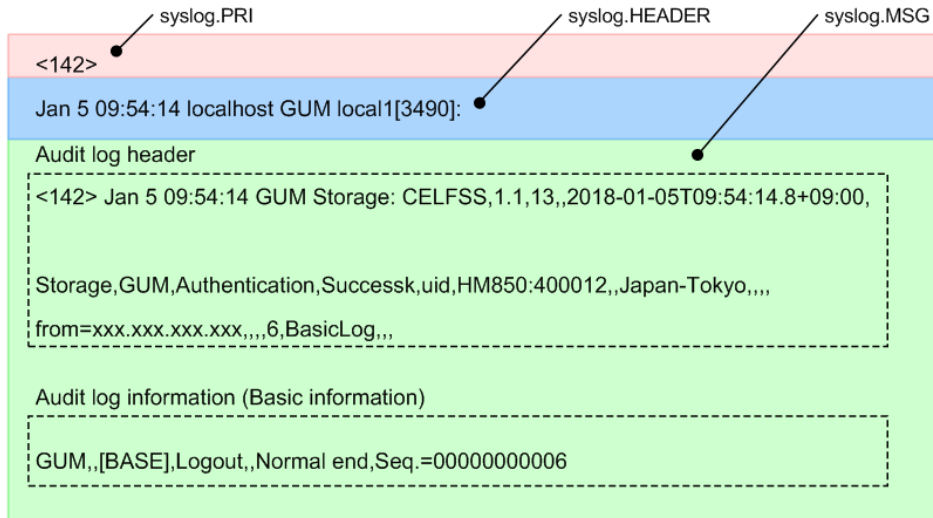 syslog.PRI
syslog.HEADER
syslog.MSG
<142>
Jan 5 09:54:14 localhost GUM local1[3490]:
Audit log header
<142> Jan 5 09:54:14 GUM Storage: CELFSS,1.1,13,,2018-01-05T09:54:14.8+09:00,
Storage,GUM,Authentication,Successk,uid,HM850:400012,,Japan-Tokyo,,,,
from=xxx.xxx.xxx.xxx,,,,6,BasicLog,,,
Audit log information (Basic information)
GUM,,[BASE],Logout,,Normal end,Seq.=00000000006